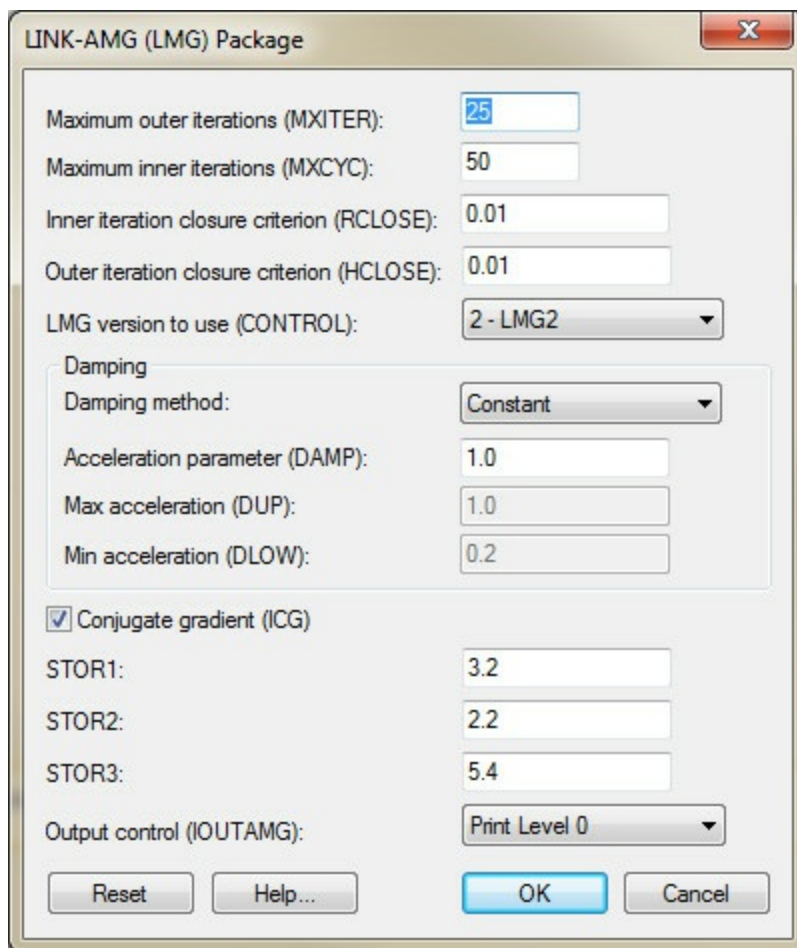 LINK-AMG (LMG) Package
Maximum outer iterations (MXITER): 25
Maximum inner iterations (MXCYC): 50
Inner iteration closure criterion (RCLOSE): 0.01
Outer iteration closure criterion (HCLOSE): 0.01
LMG version to use (CONTROL): 2 - LMG2
Damping
Damping method: Constant
Acceleration parameter (DAMP): 1.0
Max acceleration (DUP): 1.0
Min acceleration (DLOW): 0.2
Conjugate gradient (ICG)
STOR1: 3.2
STOR2: 2.2
STOR3: 5.4
Output control (IOUTAMG): Print Level 0
Reset Help... OK Cancel